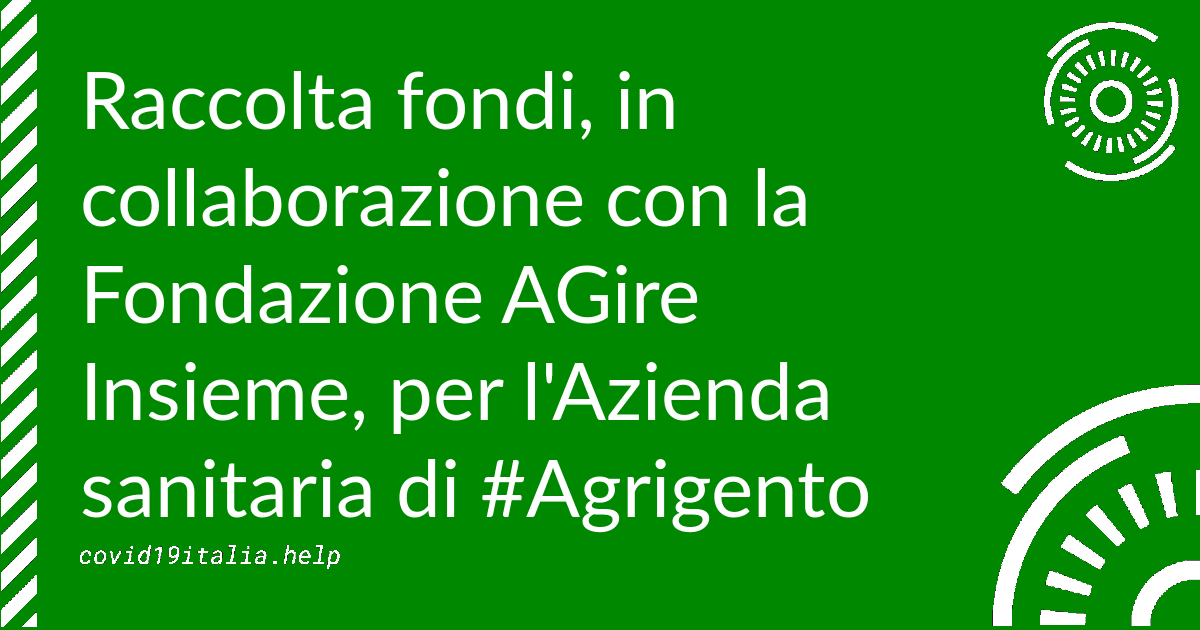 Raccolta fondi, in
collaborazione con la
Fondazione AGire
Insieme, per l'Azienda
sanitaria di #Agrigento
covid19italia.help